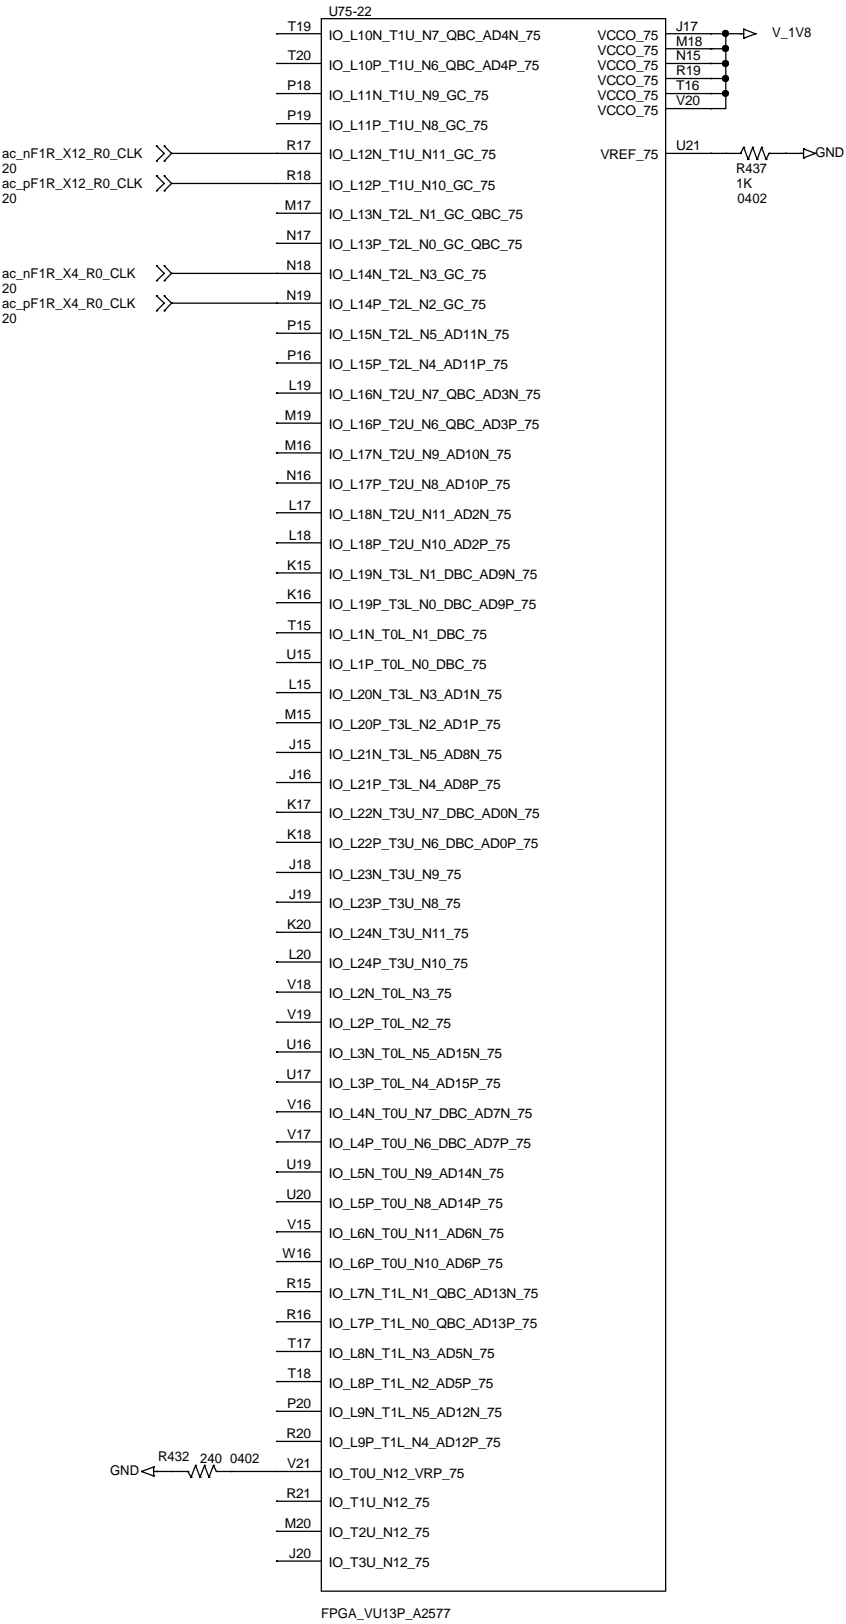 U75-22
T19 IO_L10N_T1U_N7_QBC_AD4N_75 VCCO_75 J17 V_1V8
VCCO_75 M18
T20 IO_L10P_T1U_N6_QBC_AD4P_75 VCCO_75 N15
VCCO_75 R19
P18 IO_L11N_T1U_N9_GC_75 VCCO_75 T16
VCCO_75 V20
P19 IO_L11P_T1U_N8_GC_75
ac_nF1R_X12_R0_CLK R17 IO_L12N_T1U_N11_GC_75 VREF_75 U21 GND
20 R437
ac_pF1R_X12_R0_CLK R18 IO_L12P_T1U_N10_GC_75 1K
20 0402
M17 IO_L13N_T2L_N1_GC_QBC_75
N17 IO_L13P_T2L_N0_GC_QBC_75
ac_nF1R_X4_R0_CLK N18 IO_L14N_T2L_N3_GC_75
20
ac_pF1R_X4_R0_CLK N19 IO_L14P_T2L_N2_GC_75
20
P15 IO_L15N_T2L_N5_AD11N_75
P16 IO_L15P_T2L_N4_AD11P_75
L19 IO_L16N_T2U_N7_QBC_AD3N_75
M19 IO_L16P_T2U_N6_QBC_AD3P_75
M16 IO_L17N_T2U_N9_AD10N_75
N16 IO_L17P_T2U_N8_AD10P_75
L17 IO_L18N_T2U_N11_AD2N_75
L18 IO_L18P_T2U_N10_AD2P_75
K15 IO_L19N_T3L_N1_DBC_AD9N_75
K16 IO_L19P_T3L_N0_DBC_AD9P_75
T15 IO_L1N_T0L_N1_DBC_75
U15 IO_L1P_T0L_N0_DBC_75
L15 IO_L20N_T3L_N3_AD1N_75
M15 IO_L20P_T3L_N2_AD1P_75
J15 IO_L21N_T3L_N5_AD8N_75
J16 IO_L21P_T3L_N4_AD8P_75
K17 IO_L22N_T3U_N7_DBC_AD0N_75
K18 IO_L22P_T3U_N6_DBC_AD0P_75
J18 IO_L23N_T3U_N9_75
J19 IO_L23P_T3U_N8_75
K20 IO_L24N_T3U_N11_75
L20 IO_L24P_T3U_N10_75
V18 IO_L2N_T0L_N3_75
V19 IO_L2P_T0L_N2_75
U16 IO_L3N_T0L_N5_AD15N_75
U17 IO_L3P_T0L_N4_AD15P_75
V16 IO_L4N_T0U_N7_DBC_AD7N_75
V17 IO_L4P_T0U_N6_DBC_AD7P_75
U19 IO_L5N_T0U_N9_AD14N_75
U20 IO_L5P_T0U_N8_AD14P_75
V15 IO_L6N_T0U_N11_AD6N_75
W16 IO_L6P_T0U_N10_AD6P_75
R15 IO_L7N_T1L_N1_QBC_AD13N_75
R16 IO_L7P_T1L_N0_QBC_AD13P_75
T17 IO_L8N_T1L_N3_AD5N_75
T18 IO_L8P_T1L_N2_AD5P_75
P20 IO_L9N_T1L_N5_AD12N_75
R20 IO_L9P_T1L_N4_AD12P_75
GND R432 240 0402 V21 IO_T0U_N12_VRP_75
R21 IO_T1U_N12_75
M20 IO_T2U_N12_75
J20 IO_T3U_N12_75
FPGA_VU13P_A2577